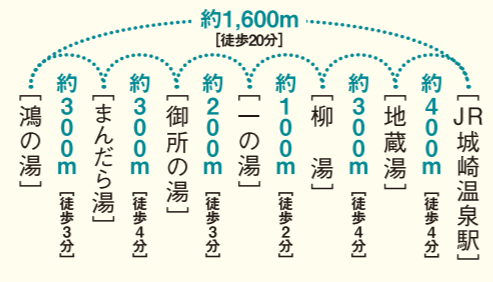 約1,600m
[徒歩20分]
[鴻の湯]
約300m
[徒歩3分]
[まんだら湯]
約300m
[徒歩4分]
[御所の湯]
約200m
[徒歩3分]
[一の湯]
約100m
[徒歩2分]
[柳 湯]
約300m
[徒歩4分]
[地蔵湯]
約400m
[徒歩4分]
[JR城崎温泉駅]